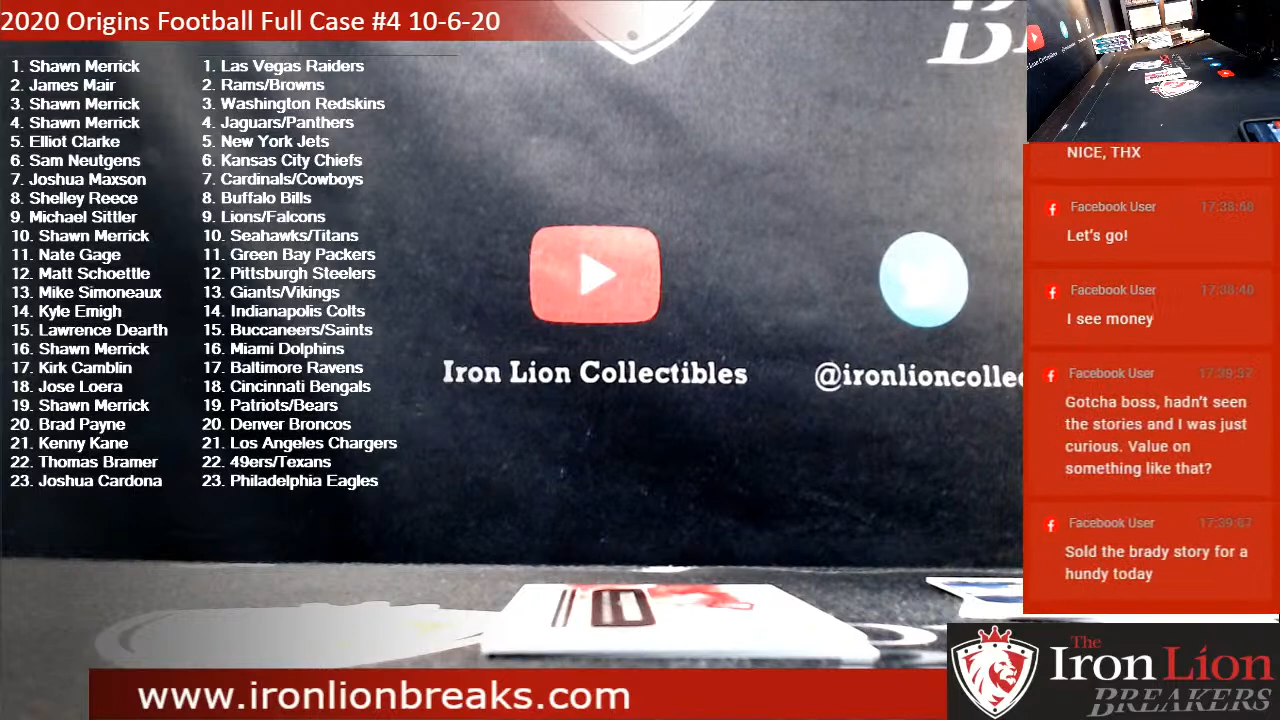 2020 Origins Football Full Case #4 10-6-20
1. Shawn Merrick
2. James Mair
3. Shawn Merrick
4. Shawn Merrick
5. Elliot Clarke
6. Sam Neutgens
7. Joshua Maxson
8. Shelley Reece
9. Michael Sittler
10. Shawn Merrick
11. Nate Gage
12. Matt Schoettle
13. Mike Simoneaux
14. Kyle Emigh
15. Lawrence Dearth
16. Shawn Merrick
17. Kirk Camblin
18. Jose Loera
19. Shawn Merrick
20. Brad Payne
21. Kenny Kane
22. Thomas Bramer
23. Joshua Cardona
1. Las Vegas Raiders
2. Rams/Browns
3. Washington Redskins
4. Jaguars/Panthers
5. New York Jets
6. Kansas City Chiefs
7. Cardinals/Cowboys
8. Buffalo Bills
9. Lions/Falcons
10. Seahawks/Titans
11. Green Bay Packers
12. Pittsburgh Steelers
13. Giants/Vikings
14. Indianapolis Colts
15. Buccaneers/Saints
16. Miami Dolphins
17. Baltimore Ravens
18. Cincinnati Bengals
19. Patriots/Bears
20. Denver Broncos
21. Los Angeles Chargers
22. 49ers/Texans
23. Philadelphia Eagles
Iron Lion Collectibles
@ironlioncollec
NICE, THX
Facebook User
Let's go!
Facebook User
I see money
Facebook User 17:39:37
Gotcha boss, hadn't seen
the stories and I was just
curious. Value on
something like that?
Facebook User
Sold the brady story for a
hundy today
www.ironlionbreaks.com
The
Iron Lion
BREAKERS